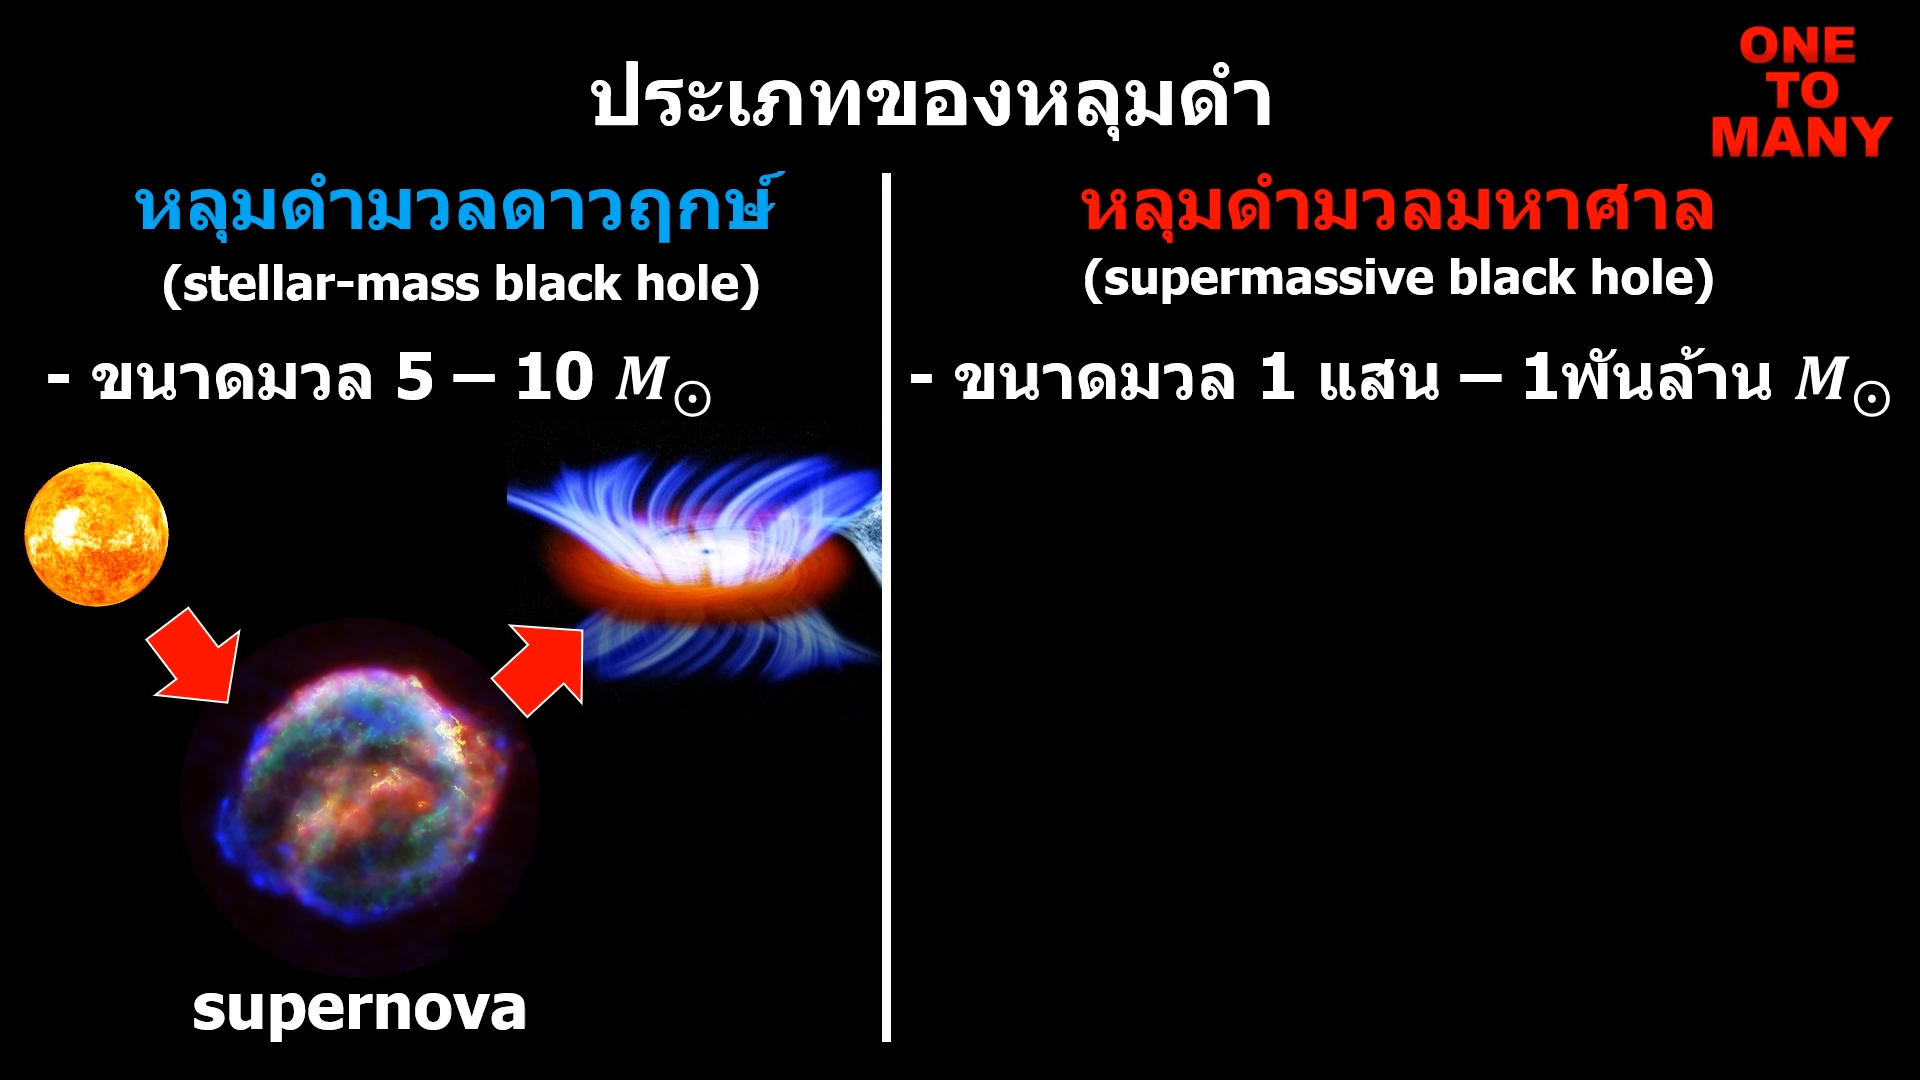 ประเภทของหลุมดำ
ONE
TO
MANY
หลุมดำมวลดาวฤกษ์
(stellar-mass black hole)
- ขนาดมวล 5 – 10 M☉
supernova
หลุมดำมวลมหาศาล
(supermassive black hole)
- ขนาดมวล 1 แสน – 1พันล้าน M☉